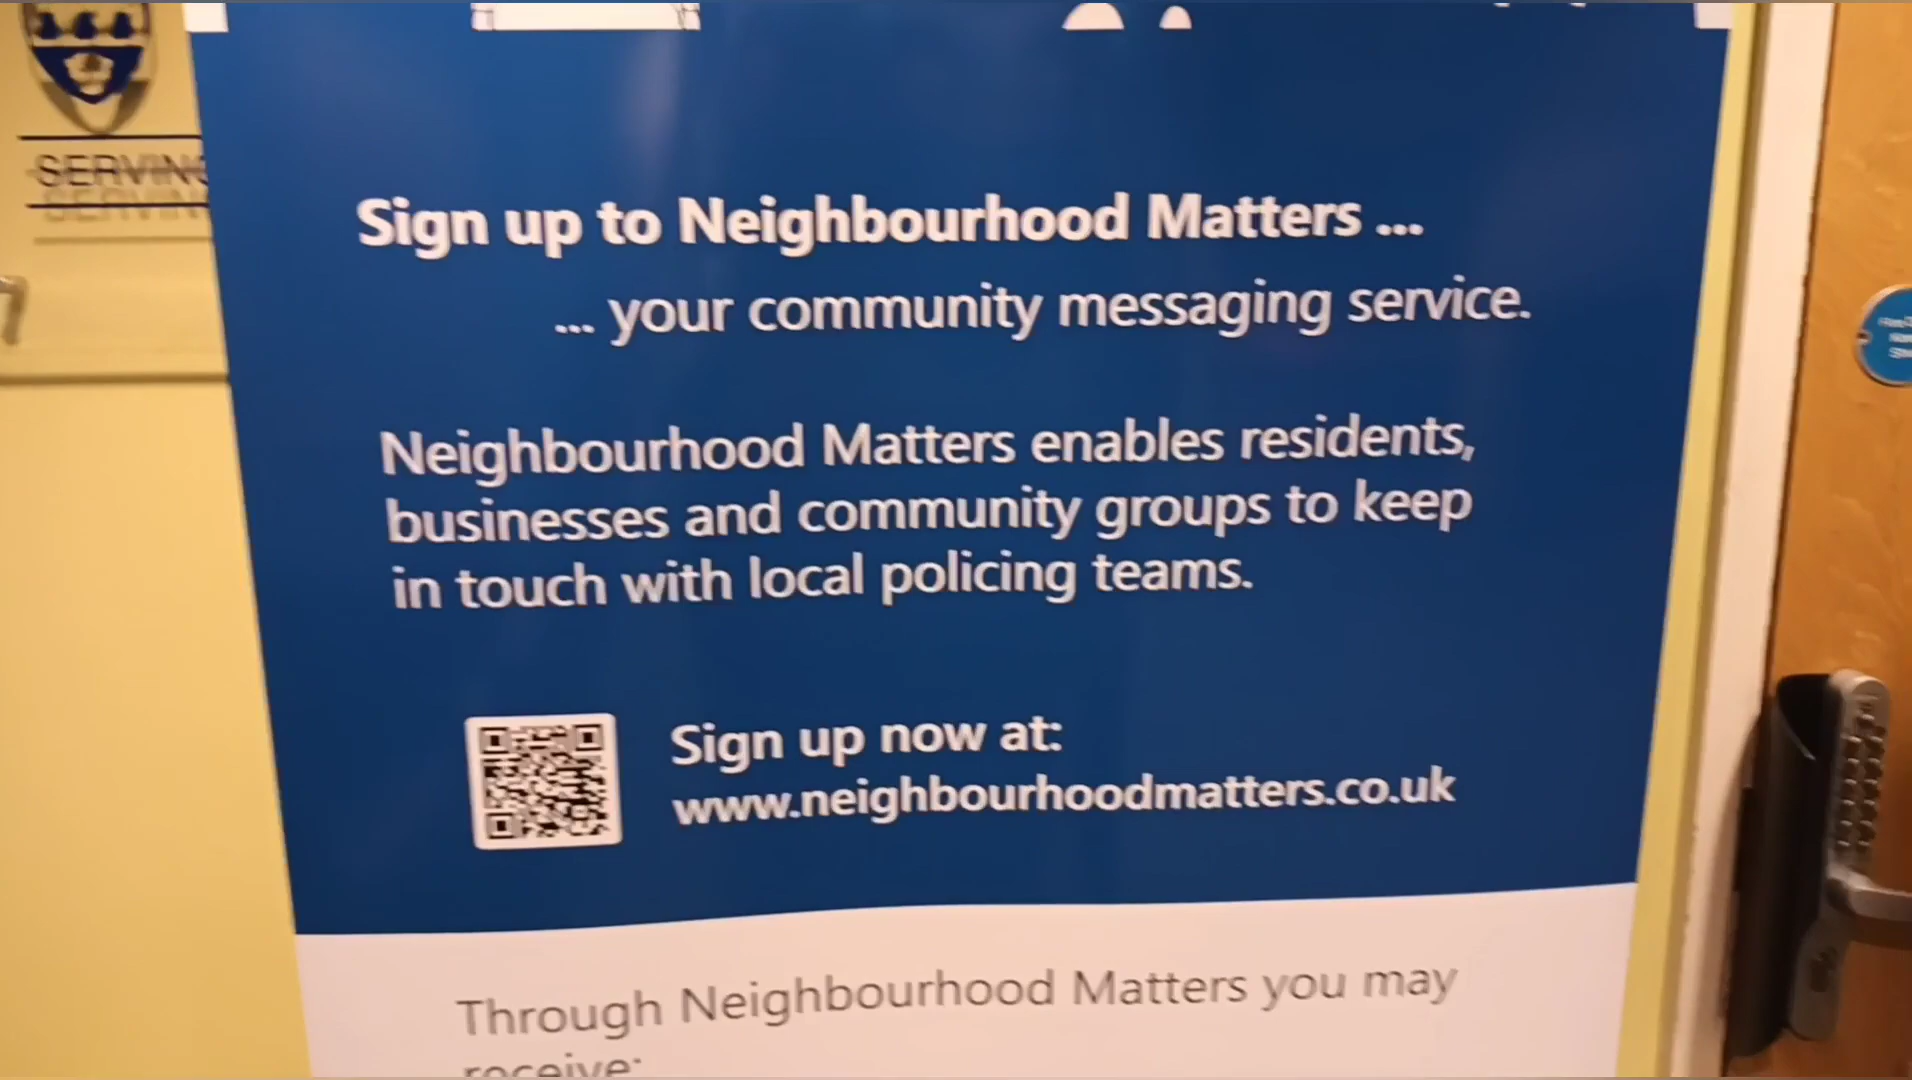 SERVING
Sign up to Neighbourhood Matters ...
... your community messaging service.
Neighbourhood Matters enables residents,
businesses and community groups to keep
in touch with local policing teams.
Sign up now at:
www.neighbourhoodmatters.co.uk
Through Neighbourhood Matters you may
receive: